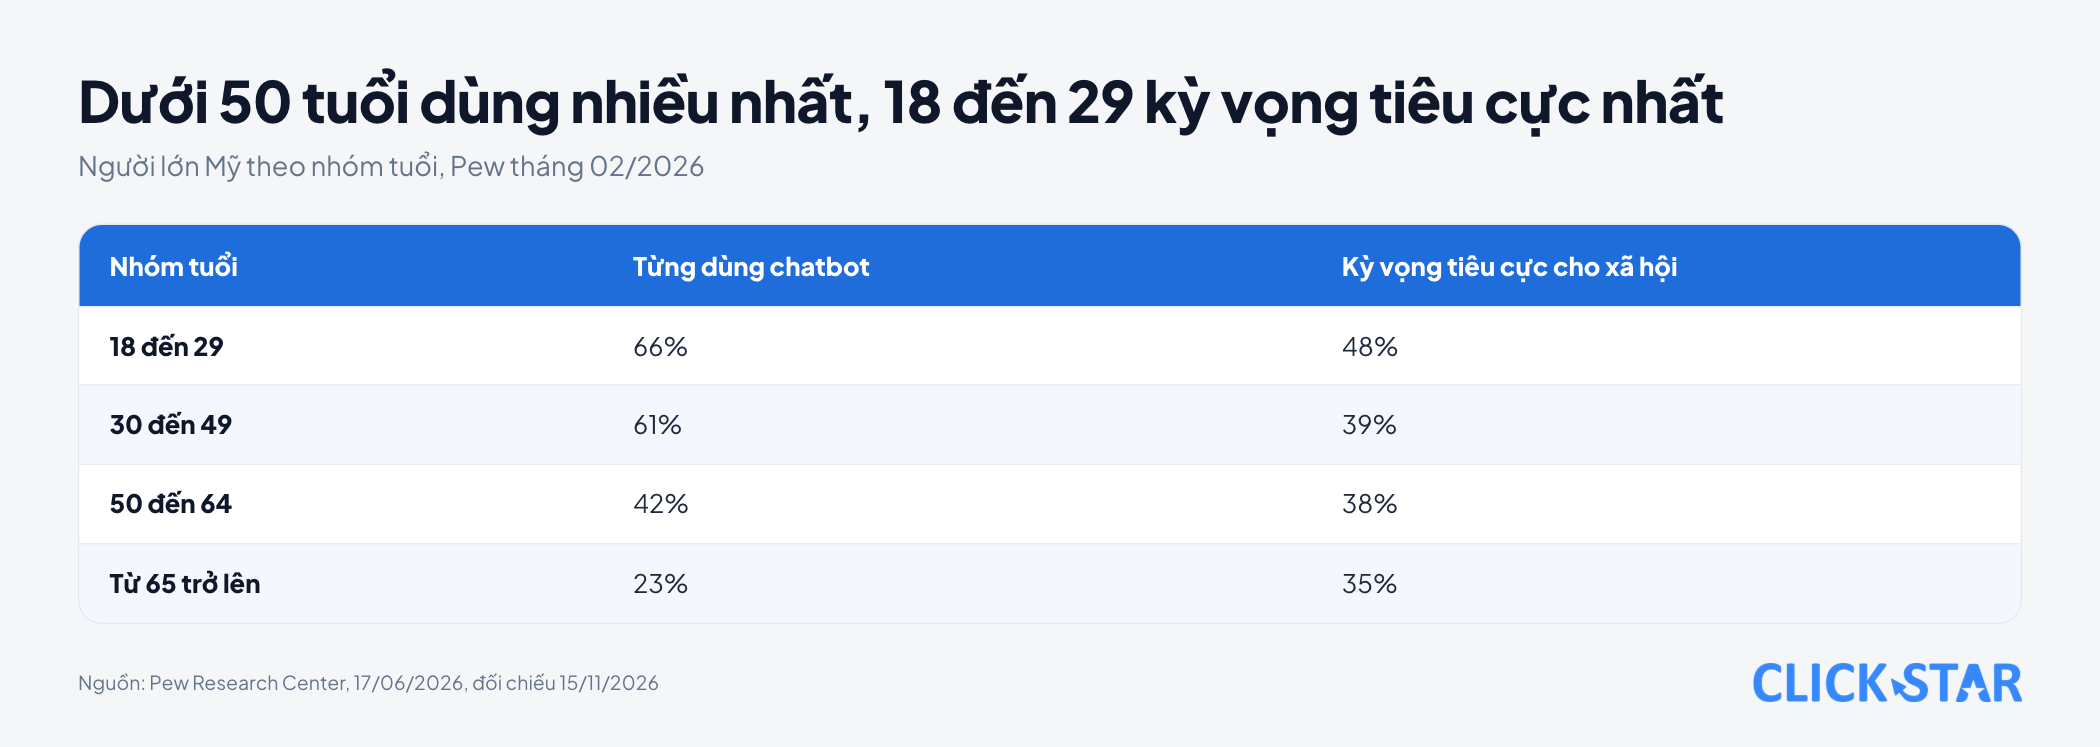 Dưới 50 tuổi dùng nhiều nhất, 18 đến 29 kỳ vọng tiêu cực nhất
Người lớn Mỹ theo nhóm tuổi, Pew tháng 02/2026
Nhóm tuổi Từng dùng chatbot Kỳ vọng tiêu cực cho xã hội
18 đến 29 66% 48%
30 đến 49 61% 39%
50 đến 64 42% 38%
Từ 65 trở lên 23% 35%
Nguồn: Pew Research Center, 17/06/2026, đối chiếu 15/11/2026
CLICK STAR